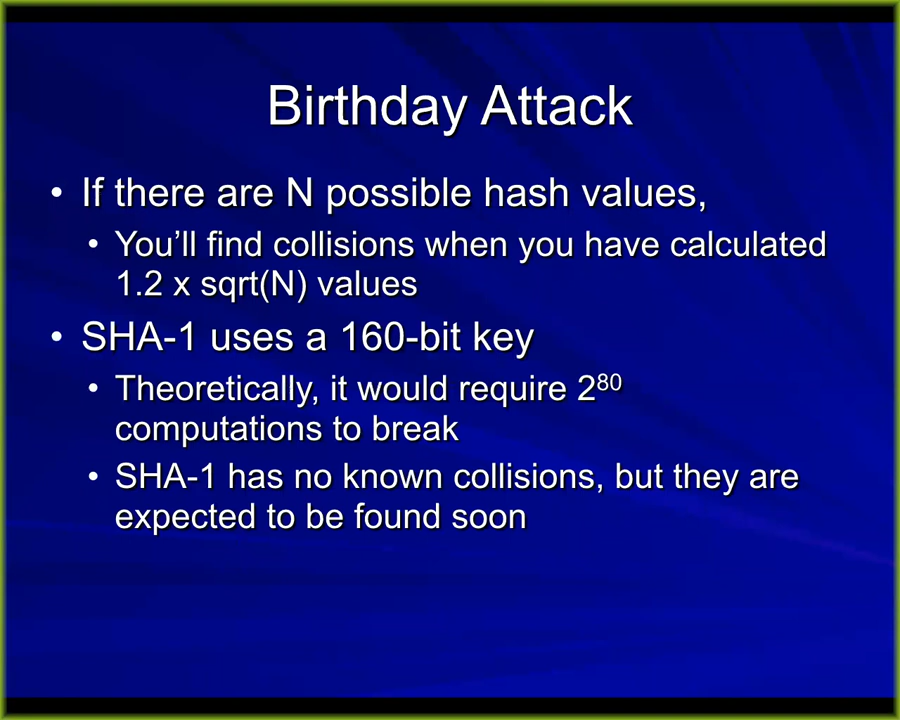 Birthday Attack
• If there are N possible hash values,
• You’ll find collisions when you have calculated
1.2 x sqrt(N) values
• SHA-1 uses a 160-bit key
• Theoretically, it would require 2⁸⁰
computations to break
• SHA-1 has no known collisions, but they are
expected to be found soon